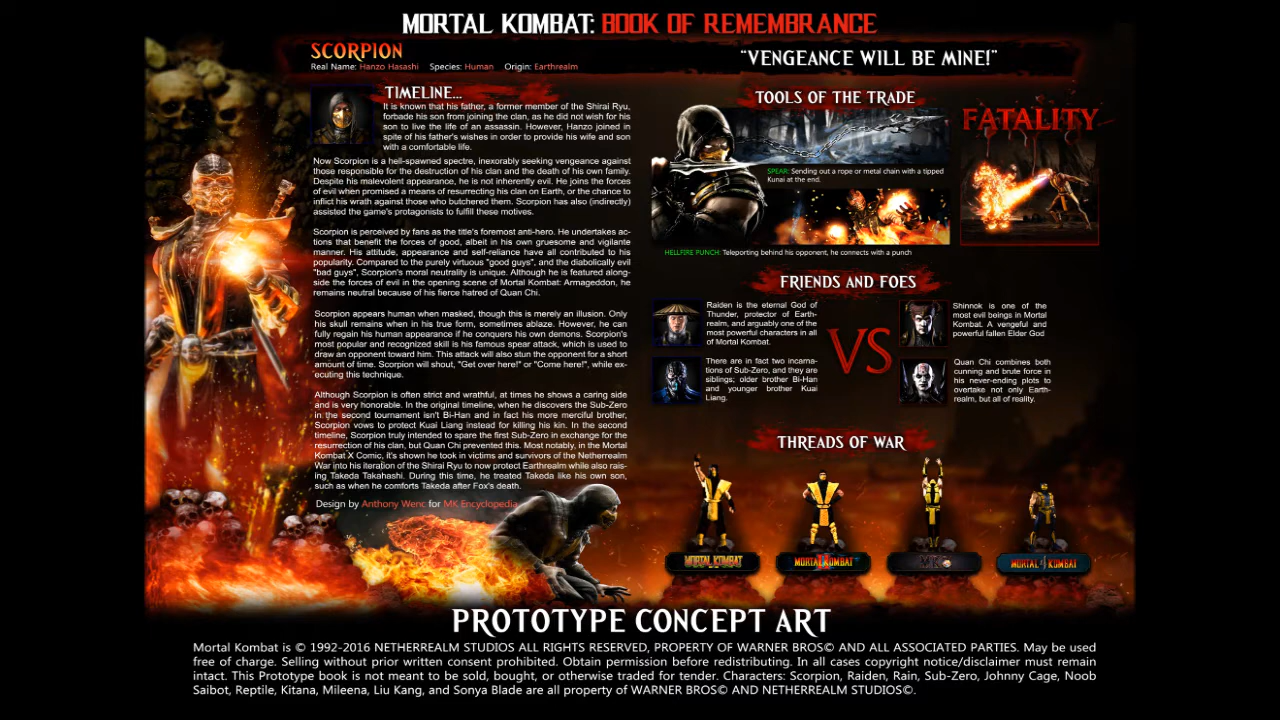 MORTAL KOMBAT: BOOK OF REMEMBRANCE
SCORPION
Real Name: Hanzo Hasashi Species: Human Origin: Earthrealm
"VENGEANCE WILL BE MINE!"
TIMELINE...
It is known that his father, a former member of the Shirai Ryu,
forbade his son from joining the clan, as he did not wish for his
son to live the life of an assassin. However, Hanzo joined in
spite of his father's wishes in order to provide his wife and son
with a comfortable life.
Now Scorpion is a hell-spawned spectre, inexorably seeking vengeance against
those responsible for the destruction of his clan and the death of his own family.
Despite his malevolent appearance, he is not inherently evil. He joins the forces
of evil when promised a means of resurrecting his clan on Earth, or the chance to
inflict his wrath against those who butchered them. Scorpion has also (indirectly)
assisted the game's protagonists to fulfill these motives.
Scorpion is perceived by fans as the title's foremost anti-hero. He undertakes ac-
tions that benefit the forces of good, albeit in his own gruesome and vigilante
manner. His attitude, appearance and self-reliance have all contributed to his
popularity. Compared to the purely virtuous "good guys", and the diabolically evil
"bad guys", Scorpion's moral neutrality is unique. Although he is featured along-
side the forces of evil in the opening scene of Mortal Kombat: Armageddon, he
remains neutral because of his fierce hatred of Quan Chi.
Scorpion appears human when masked, though this is merely an illusion. Only
his skull remains when in his true form, sometimes ablaze. However, he can
fully regain his human appearance if he conquers his own demons. Scorpion's
most popular and recognized skill is his famous spear attack, which is used to
draw an opponent toward him. This attack will also stun the opponent for a short
amount of time. Scorpion will shout, "Get over here!" or "Come here!", while ex-
ecuting this technique.
Although Scorpion is often strict and wrathful, at times he shows a caring side
and is very honorable. In the original timeline, when he discovers the Sub-Zero
in the second tournament isn't Bi-Han and in fact his more merciful brother,
Scorpion vows to protect Kuai Liang instead for killing his kin. In the second
timeline, Scorpion truly intended to spare the first Sub-Zero in exchange for the
resurrection of his clan, but Quan Chi prevented this. Most notably, in the Mortal
Kombat X Comic, it's shown he took in victims and survivors of the Netherrealm
War into his iteration of the Shirai Ryu to now protect Earthrealm while also rais-
ing Takeda Takahashi. During this time, he treated Takeda like his own son,
such as when he comforts Takeda after Fox's death.
Design by Anthony Wenc for MK Encyclopedia
TOOLS OF THE TRADE
SPEAR: Sending out a rope or metal chain with a tipped
Kunai at the end.
HELLFIRE PUNCH: Teleporting behind his opponent, he connects with a punch
FATALITY
FRIENDS AND FOES
Raiden is the eternal God of
Thunder, protector of Earth-
realm, and arguably one of the
most powerful characters in all
of Mortal Kombat.
There are in fact two incarna-
tions of Sub-Zero, and they are
siblings; older brother Bi-Han
and younger brother Kuai
Liang.
VS
Shinnok is one of the
most evil beings in Mortal
Kombat. A vengeful and
powerful fallen Elder God
Quan Chi combines both
cunning and brute force in
his never-ending plots to
overtake not only Earth-
realm, but all of reality.
THREADS OF WAR
MORTAL KOMBAT
MORTAL KOMBAT II
MK3
MORTAL KOMBAT 4
PROTOTYPE CONCEPT ART
Mortal Kombat is © 1992-2016 NETHERREALM STUDIOS ALL RIGHTS RESERVED, PROPERTY OF WARNER BROS© AND ALL ASSOCIATED PARTIES. May be used
free of charge. Selling without prior written consent prohibited. Obtain permission before redistributing. In all cases copyright notice/disclaimer must remain
intact. This Prototype book is not meant to be sold, bought, or otherwise traded for tender. Characters: Scorpion, Raiden, Rain, Sub-Zero, Johnny Cage, Noob
Saibot, Reptile, Kitana, Mileena, Liu Kang, and Sonya Blade are all property of WARNER BROS© AND NETHERREALM STUDIOS©.